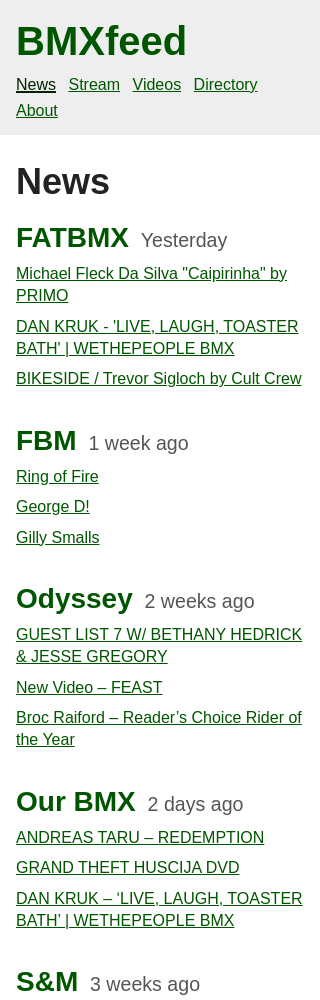 BMXfeed
News Stream Videos Directory
About
News
FATBMX Yesterday
Michael Fleck Da Silva "Caipirinha" by
PRIMO
DAN KRUK - 'LIVE, LAUGH, TOASTER
BATH' | WETHEPEOPLE BMX
BIKESIDE / Trevor Sigloch by Cult Crew
FBM 1 week ago
Ring of Fire
George D!
Gilly Smalls
Odyssey 2 weeks ago
GUEST LIST 7 W/ BETHANY HEDRICK
& JESSE GREGORY
New Video – FEAST
Broc Raiford – Reader’s Choice Rider of
the Year
Our BMX 2 days ago
ANDREAS TARU – REDEMPTION
GRAND THEFT HUSCIJA DVD
DAN KRUK – ‘LIVE, LAUGH, TOASTER
BATH’ | WETHEPEOPLE BMX
S&M 3 weeks ago